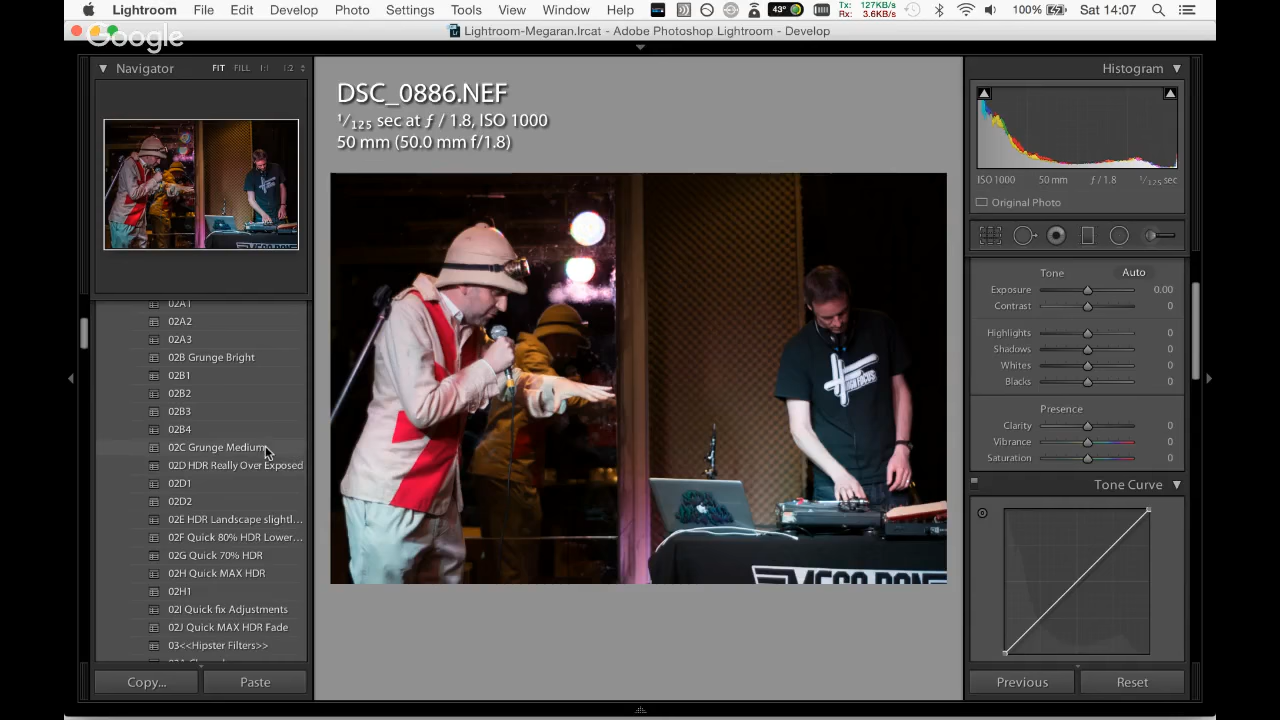 Lightroom File Edit Develop Photo Settings Tools View Window Help 43° Tx: 127KB/s Rx: 3.6KB/s 100% Sat 14:07
Google
Lightroom-Megaran.lrcat - Adobe Photoshop Lightroom - Develop
Navigator FIT FILL 1:1 1:2
02A1
02A2
02A3
02B Grunge Bright
02B1
02B2
02B3
02B4
02C Grunge Medium
02D HDR Really Over Exposed
02D1
02D2
02E HDR Landscape slightl...
02F Quick 80% HDR Lower...
02G Quick 70% HDR
02H Quick MAX HDR
02H1
02I Quick fix Adjustments
02J Quick MAX HDR Fade
03<<Hipster Filters>>
Copy... Paste
DSC_0886.NEF
1/125 sec at ƒ / 1.8, ISO 1000
50 mm (50.0 mm f/1.8)
HIGH FOCUS
Histogram
ISO 1000 50 mm ƒ / 1.8 1/125 sec
Original Photo
Tone Auto
Exposure 0.00
Contrast 0
Highlights 0
Shadows 0
Whites 0
Blacks 0
Presence
Clarity 0
Vibrance 0
Saturation 0
Tone Curve
Previous Reset